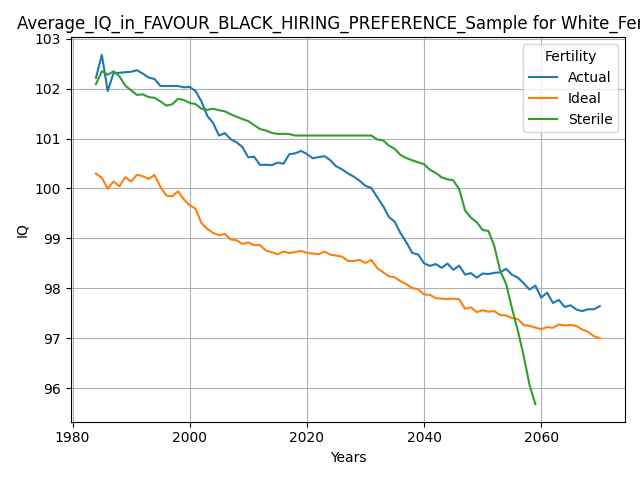 Average_IQ_in_FAVOUR_BLACK_HIRING_PREFERENCE_Sample for White_Fer
103
102
101
100
99
98
97
96
IQ
Fertility
Actual
Ideal
Sterile
1980
2000
2020
2040
2060
Years